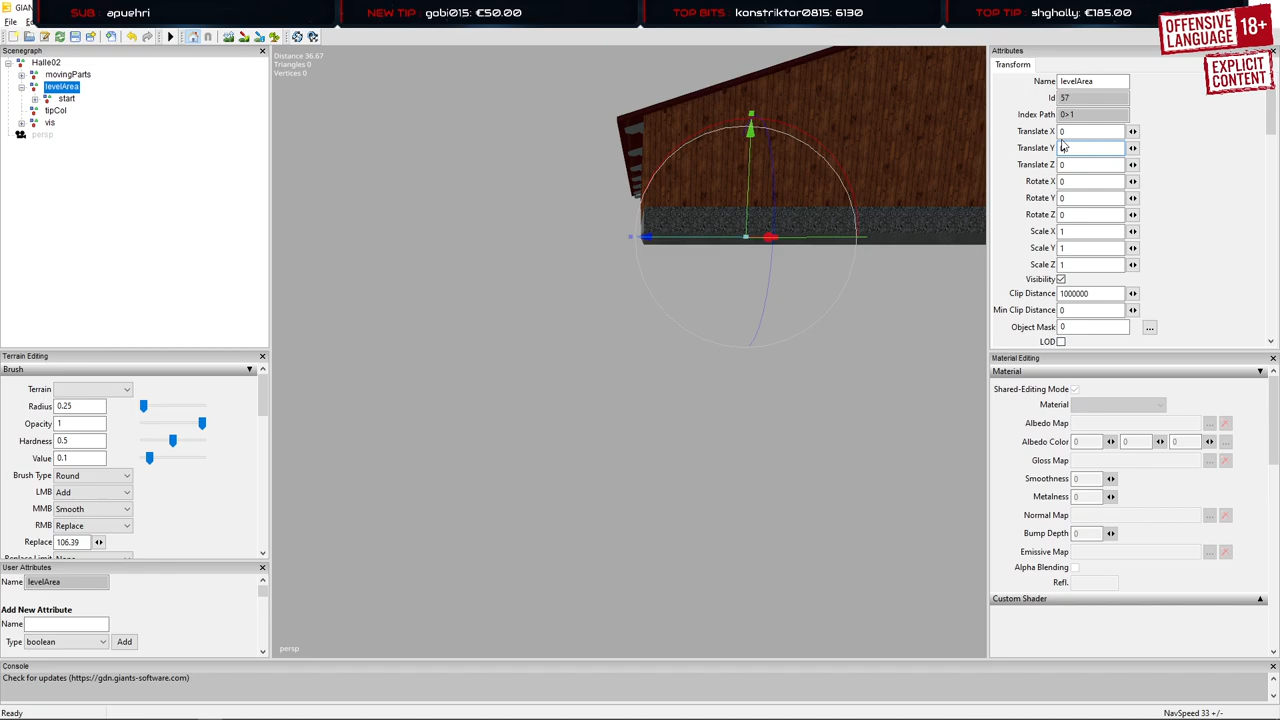 GIAN
SUB : apuehri
NEW TIP : gobi015: €50.00
TOP BITS : konstriktor0815: 6130
TOP TIP : shgholly:
OFFENSIVE LANGUAGE 18+
EXPLICIT CONTENT
File
Scenegraph
Halle02
movingParts
levelArea
start
tipCol
vis
persp
Distance 36.67
Triangles 0
Vertices 0
persp
Attributes
Transform
Name levelArea
Id 57
Index Path 0>1
Translate X 0
Translate Y
Translate Z 0
Rotate X 0
Rotate Y 0
Rotate Z 0
Scale X 1
Scale Y 1
Scale Z 1
Visibility
Clip Distance 1000000
Min Clip Distance 0
Object Mask 0 ...
LOD
Terrain Editing
Brush
Terrain
Radius 0.25
Opacity 1
Hardness 0.5
Value 0.1
Brush Type Round
LMB Add
MMB Smooth
RMB Replace
Replace 106.39
Replace Limit None
User Attributes
Name levelArea
Add New Attribute
Name
Type boolean Add
Material Editing
Material
Shared-Editing Mode
Material
Albedo Map ...
Albedo Color 0 0 0 ...
Gloss Map ...
Smoothness 0
Metalness 0
Normal Map ...
Bump Depth 0
Emissive Map ...
Alpha Blending
Refl.
Custom Shader
Console
Check for updates (https://gdn.giants-software.com)
Ready
NavSpeed 33 +/-